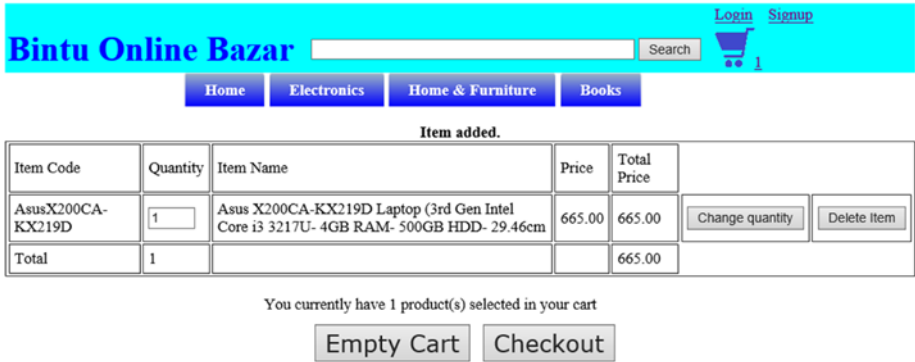 Login Signup
Bintu Online Bazar Search 1
Home Electronics Home & Furniture Books
Item added.
Item Code Quantity Item Name Price Total Price
AsusX200CA-KX219D 1 Asus X200CA-KX219D Laptop (3rd Gen Intel
Core i3 3217U- 4GB RAM- 500GB HDD- 29.46cm 665.00 665.00 Change quantity Delete Item
Total 1 665.00
You currently have 1 product(s) selected in your cart
Empty Cart Checkout